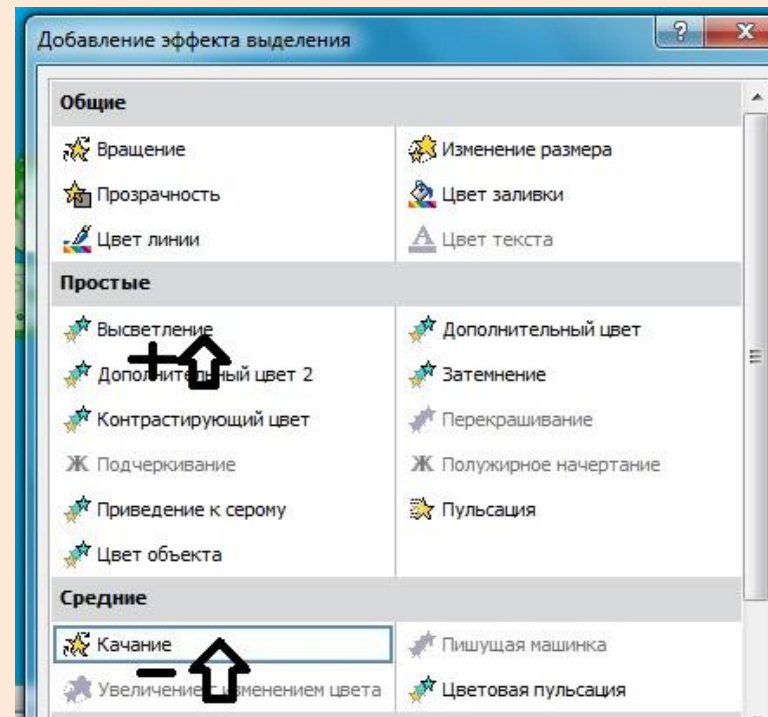 Добавление эффекта выделения
Общие
Вращение
Изменение размера
Прозрачность
Цвет заливки
Цвет линии
Цвет текста
Простые
Высветление
Дополнительный цвет
Дополнительный цвет 2
Затемнение
Контрастирующий цвет
Перекрашивание
Ж Подчеркивание
Ж Полужирное начертание
Приведение к серому
Пульсация
Цвет объекта
Средние
Качание
Пишущая машинка
Увеличение с изменением цвета
Цветовая пульсация